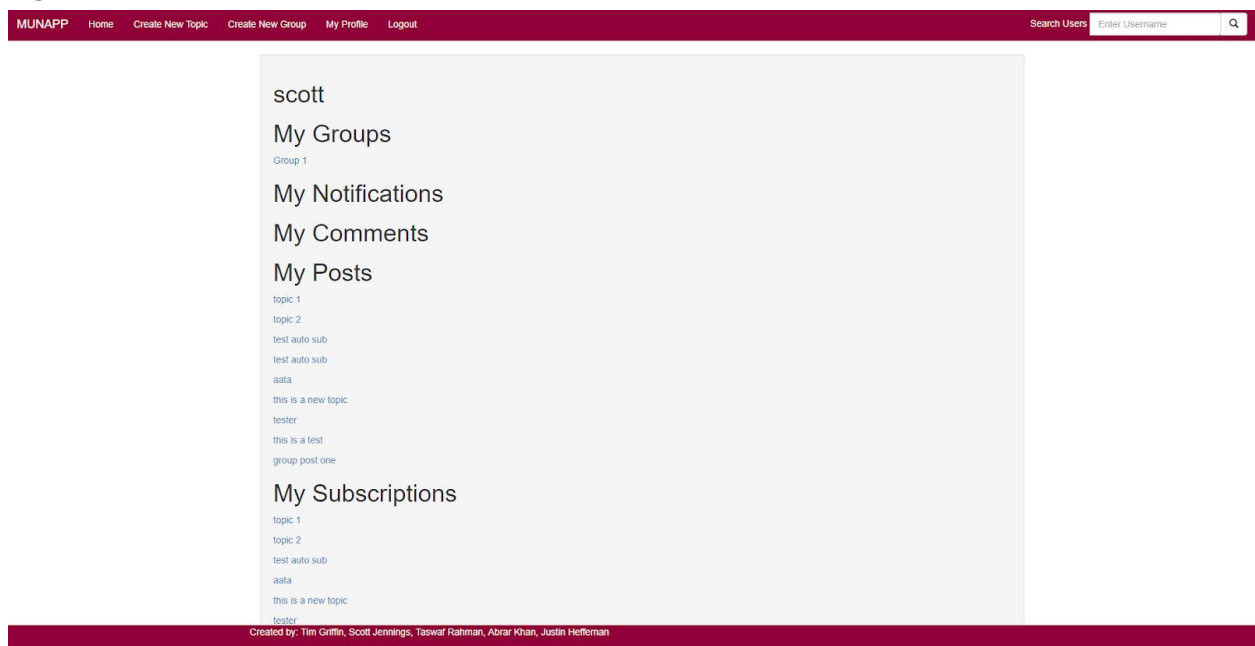 MUNAPP Home Create New Topic Create New Group My Profile Logout Search Users Enter Username
scott
My Groups
Group 1
My Notifications
My Comments
My Posts
topic 1
topic 2
test auto sub
test auto sub
aata
this is a new topic
tester
this is a test
group post one
My Subscriptions
topic 1
topic 2
test auto sub
aata
this is a new topic
tester
Created by: Tim Griffin, Scott Jennings, Taswaf Rahman, Abrar Khan, Justin Heffernan